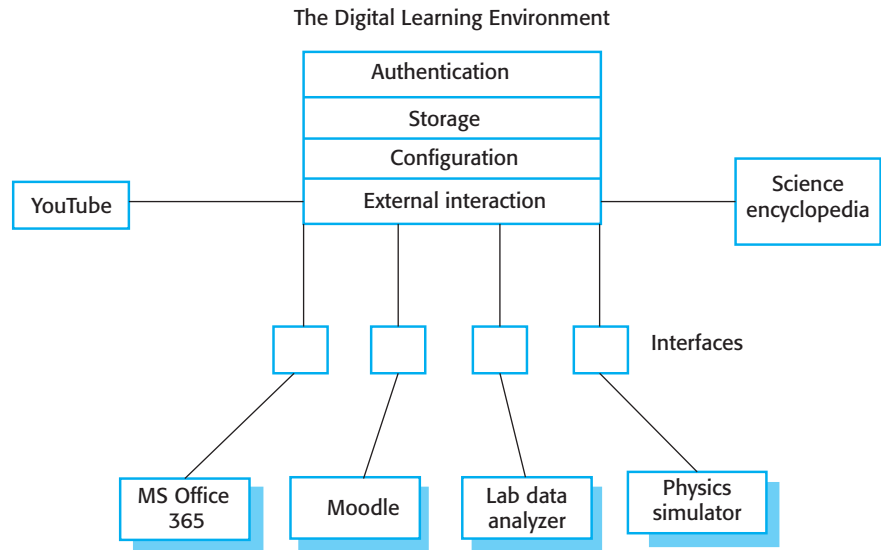 The Digital Learning Environment
Authentication
Storage
Configuration
External interaction
YouTube
Science
encyclopedia
Interfaces
MS Office
365
Moodle
Lab data
analyzer
Physics
simulator